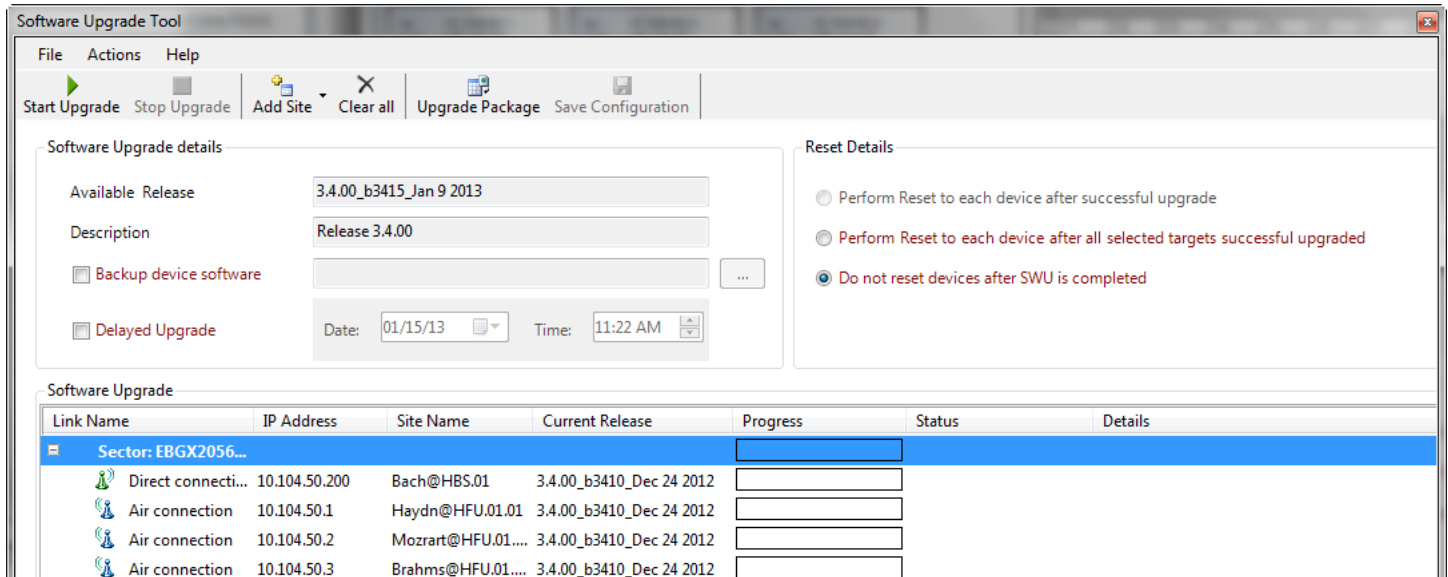 Software Upgrade Tool
File Actions Help
Start Upgrade Stop Upgrade Add Site Clear all Upgrade Package Save Configuration
Software Upgrade details
Available Release 3.4.00_b3415_Jan 9 2013
Description Release 3.4.00
Backup device software ...
Delayed Upgrade Date: 01/15/13 Time: 11:22 AM
Reset Details
Perform Reset to each device after successful upgrade
Perform Reset to each device after all selected targets successful upgraded
Do not reset devices after SWU is completed
Software Upgrade
Link Name IP Address Site Name Current Release Progress Status Details
Sector: EBGX2056...
Direct connecti... 10.104.50.200 Bach@HBS.01 3.4.00_b3410_Dec 24 2012
Air connection 10.104.50.1 Haydn@HFU.01.01 3.4.00_b3410_Dec 24 2012
Air connection 10.104.50.2 Mozrart@HFU.01.... 3.4.00_b3410_Dec 24 2012
Air connection 10.104.50.3 Brahms@HFU.01.... 3.4.00_b3410_Dec 24 2012